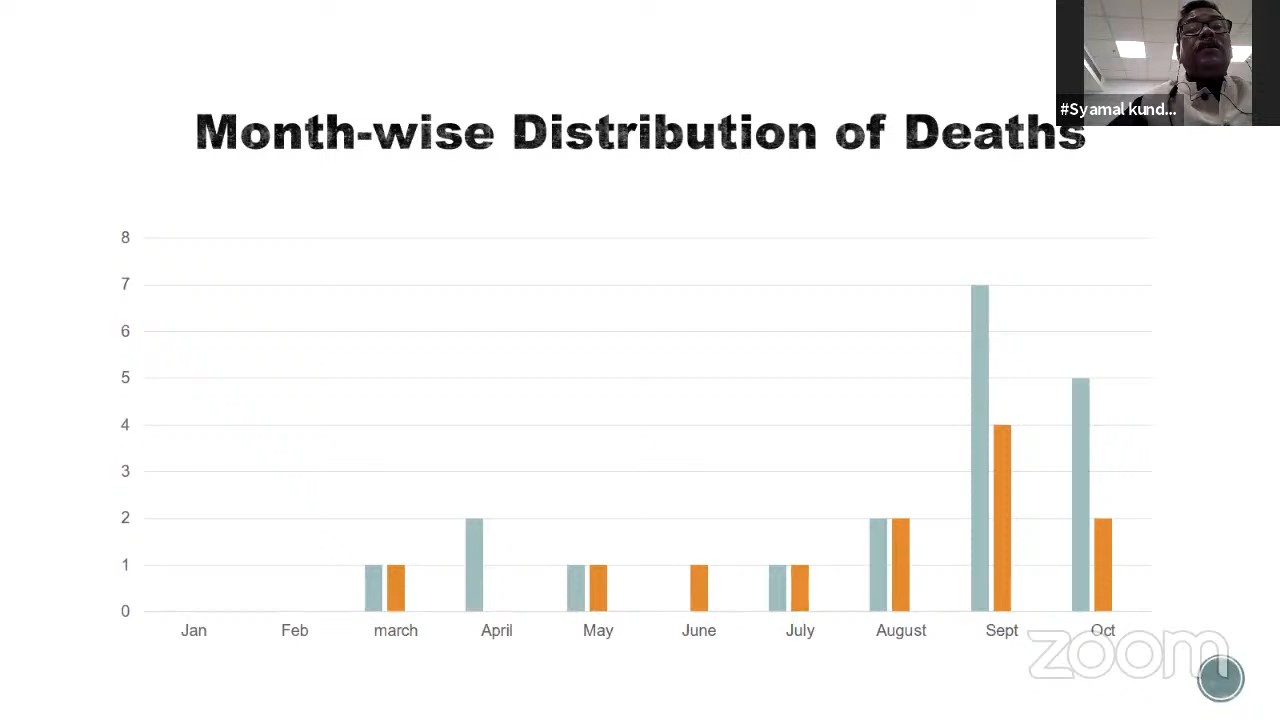 #Syamal kund...
Month-wise Distribution of Deaths
8
7
6
5
4
3
2
1
0
Jan Feb march April May June July August Sept Oct
zoom